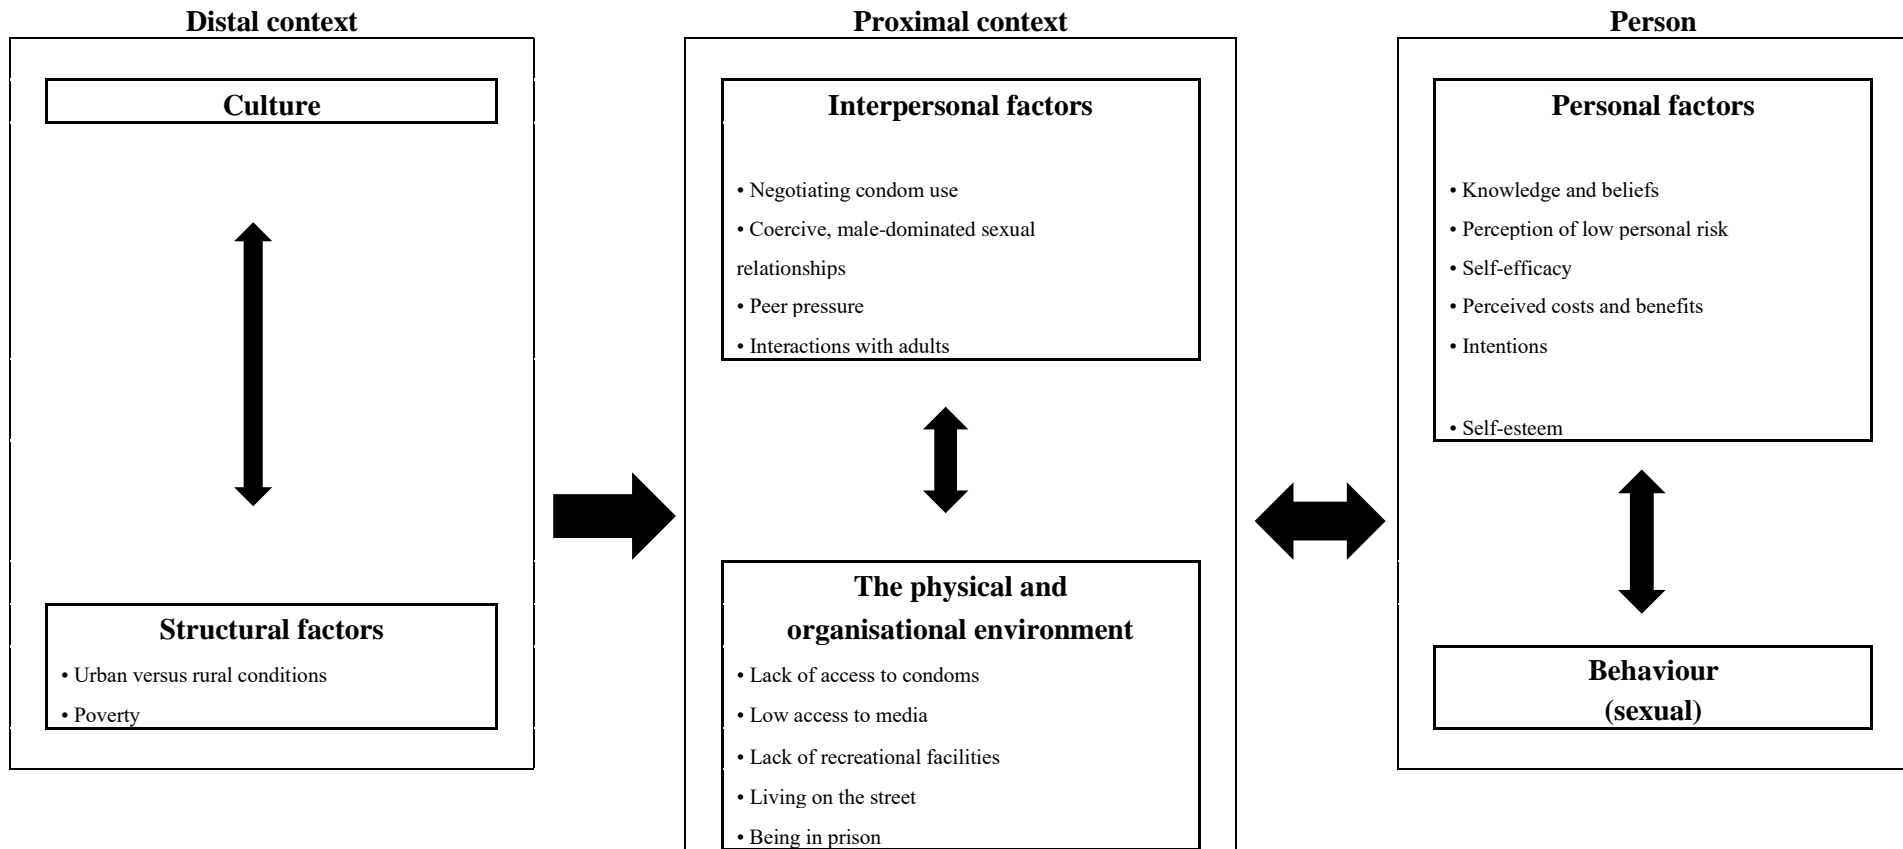 Distal context
Culture
Structural factors
• Urban versus rural conditions
• Poverty
Proximal context
Interpersonal factors
• Negotiating condom use
• Coercive, male-dominated sexual
relationships
• Peer pressure
• Interactions with adults
The physical and
organisational environment
• Lack of access to condoms
• Low access to media
• Lack of recreational facilities
• Living on the street
• Being in prison
Person
Personal factors
• Knowledge and beliefs
• Perception of low personal risk
• Self-efficacy
• Perceived costs and benefits
• Intentions
• Self-esteem
Behaviour
(sexual)